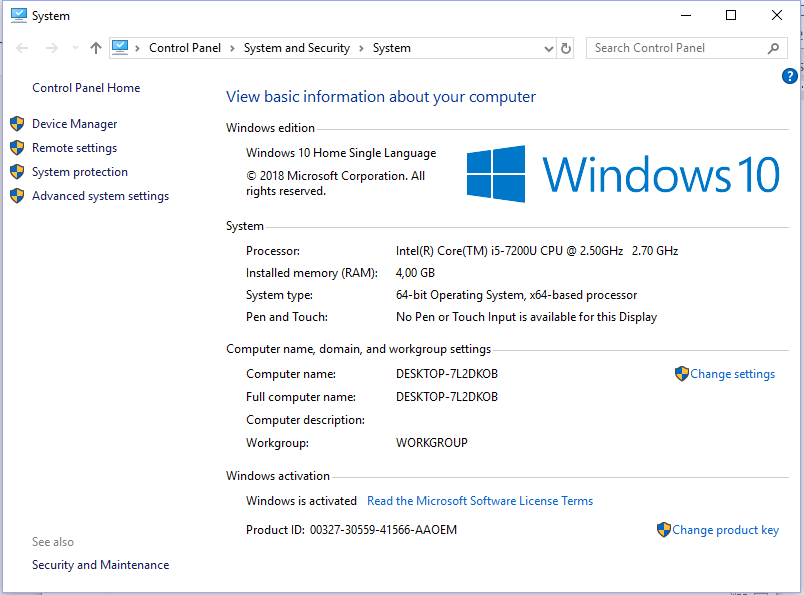 System
Control Panel > System and Security > System
Search Control Panel
?
Control Panel Home
Device Manager
Remote settings
System protection
Advanced system settings
See also
Security and Maintenance
View basic information about your computer
Windows edition
Windows 10 Home Single Language
© 2018 Microsoft Corporation. All
rights reserved.
Windows 10
System
Processor: Intel(R) Core(TM) i5-7200U CPU @ 2.50GHz 2.70 GHz
Installed memory (RAM): 4,00 GB
System type: 64-bit Operating System, x64-based processor
Pen and Touch: No Pen or Touch Input is available for this Display
Computer name, domain, and workgroup settings
Computer name: DESKTOP-7L2DKOB
Change settings
Full computer name: DESKTOP-7L2DKOB
Computer description:
Workgroup: WORKGROUP
Windows activation
Windows is activated Read the Microsoft Software License Terms
Product ID: 00327-30559-41566-AAOEM
Change product key